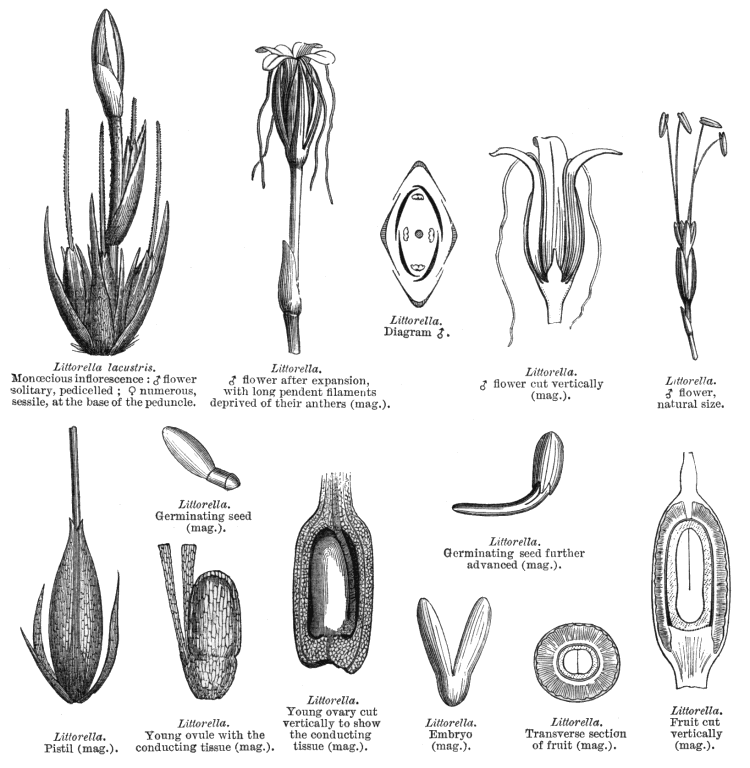 Littorella lacustris.
Monœcious inflorescence : ♂ flower
solitary, pedicelled ; ♀ numerous,
sessile, at the base of the peduncle.
Littorella.
♂ flower after expansion,
with long pendent filaments
deprived of their anthers (mag.).
Littorella.
Diagram ♂.
Littorella.
♂ flower cut vertically
(mag.).
Littorella.
♂ flower,
natural size.
Littorella.
Germinating seed
(mag.).
Littorella.
Germinating seed further
advanced (mag.).
Littorella.
Pistil (mag.).
Littorella.
Young ovule with the
conducting tissue (mag.).
Littorella.
Young ovary cut
vertically to show
the conducting
tissue (mag.).
Littorella.
Embryo
(mag.).
Littorella.
Transverse section
of fruit (mag.).
Littorella.
Fruit cut
vertically
(mag.).